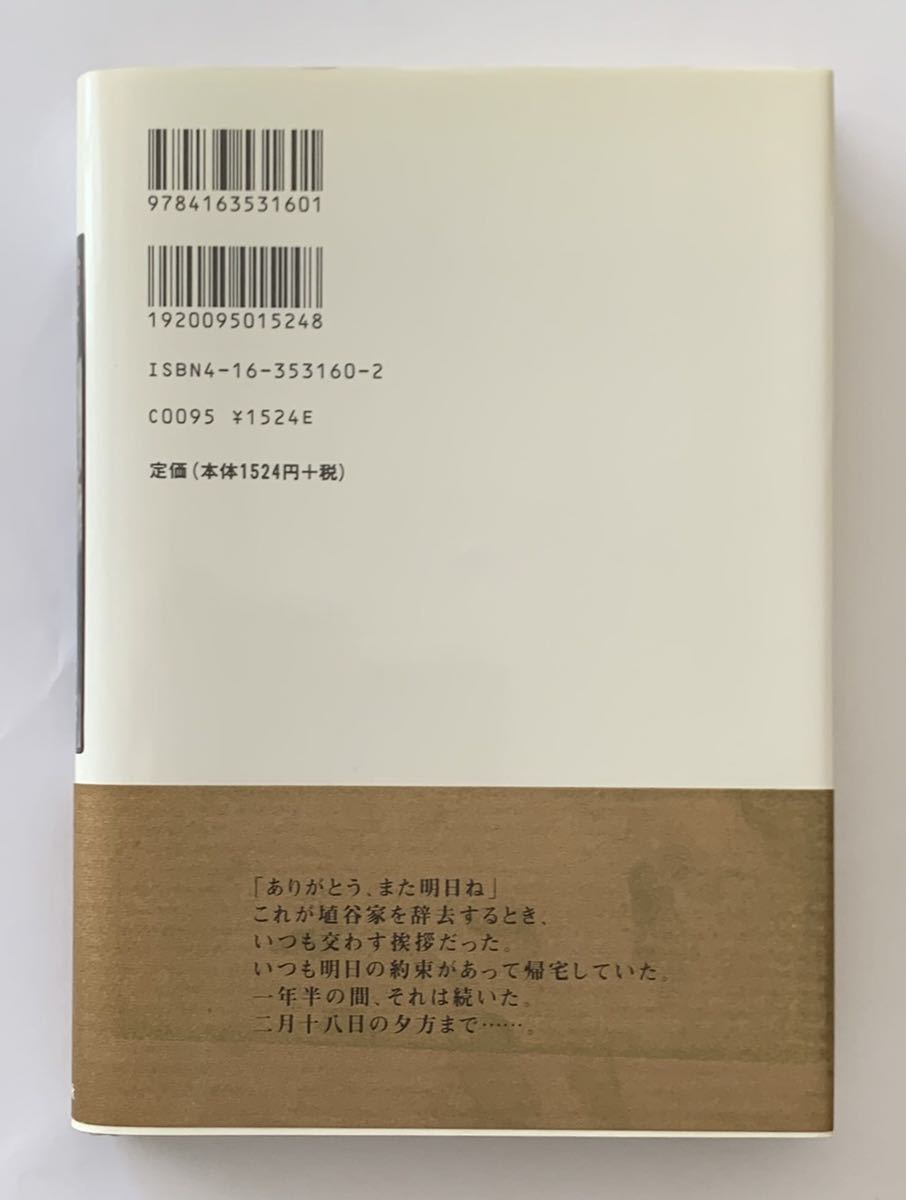 9784163531601
1920095015248
ISBN4-16-353160-2
C0095 ¥1524E
定価(本体1524円+税)
「ありがとう、また明日ね」
これが埴谷家を辞去するとき、
いつも交わす挨拶だった。
いつも明日の約束があって帰宅していた。
一年半の間、それは続いた。
二月十八日の夕方まで……。